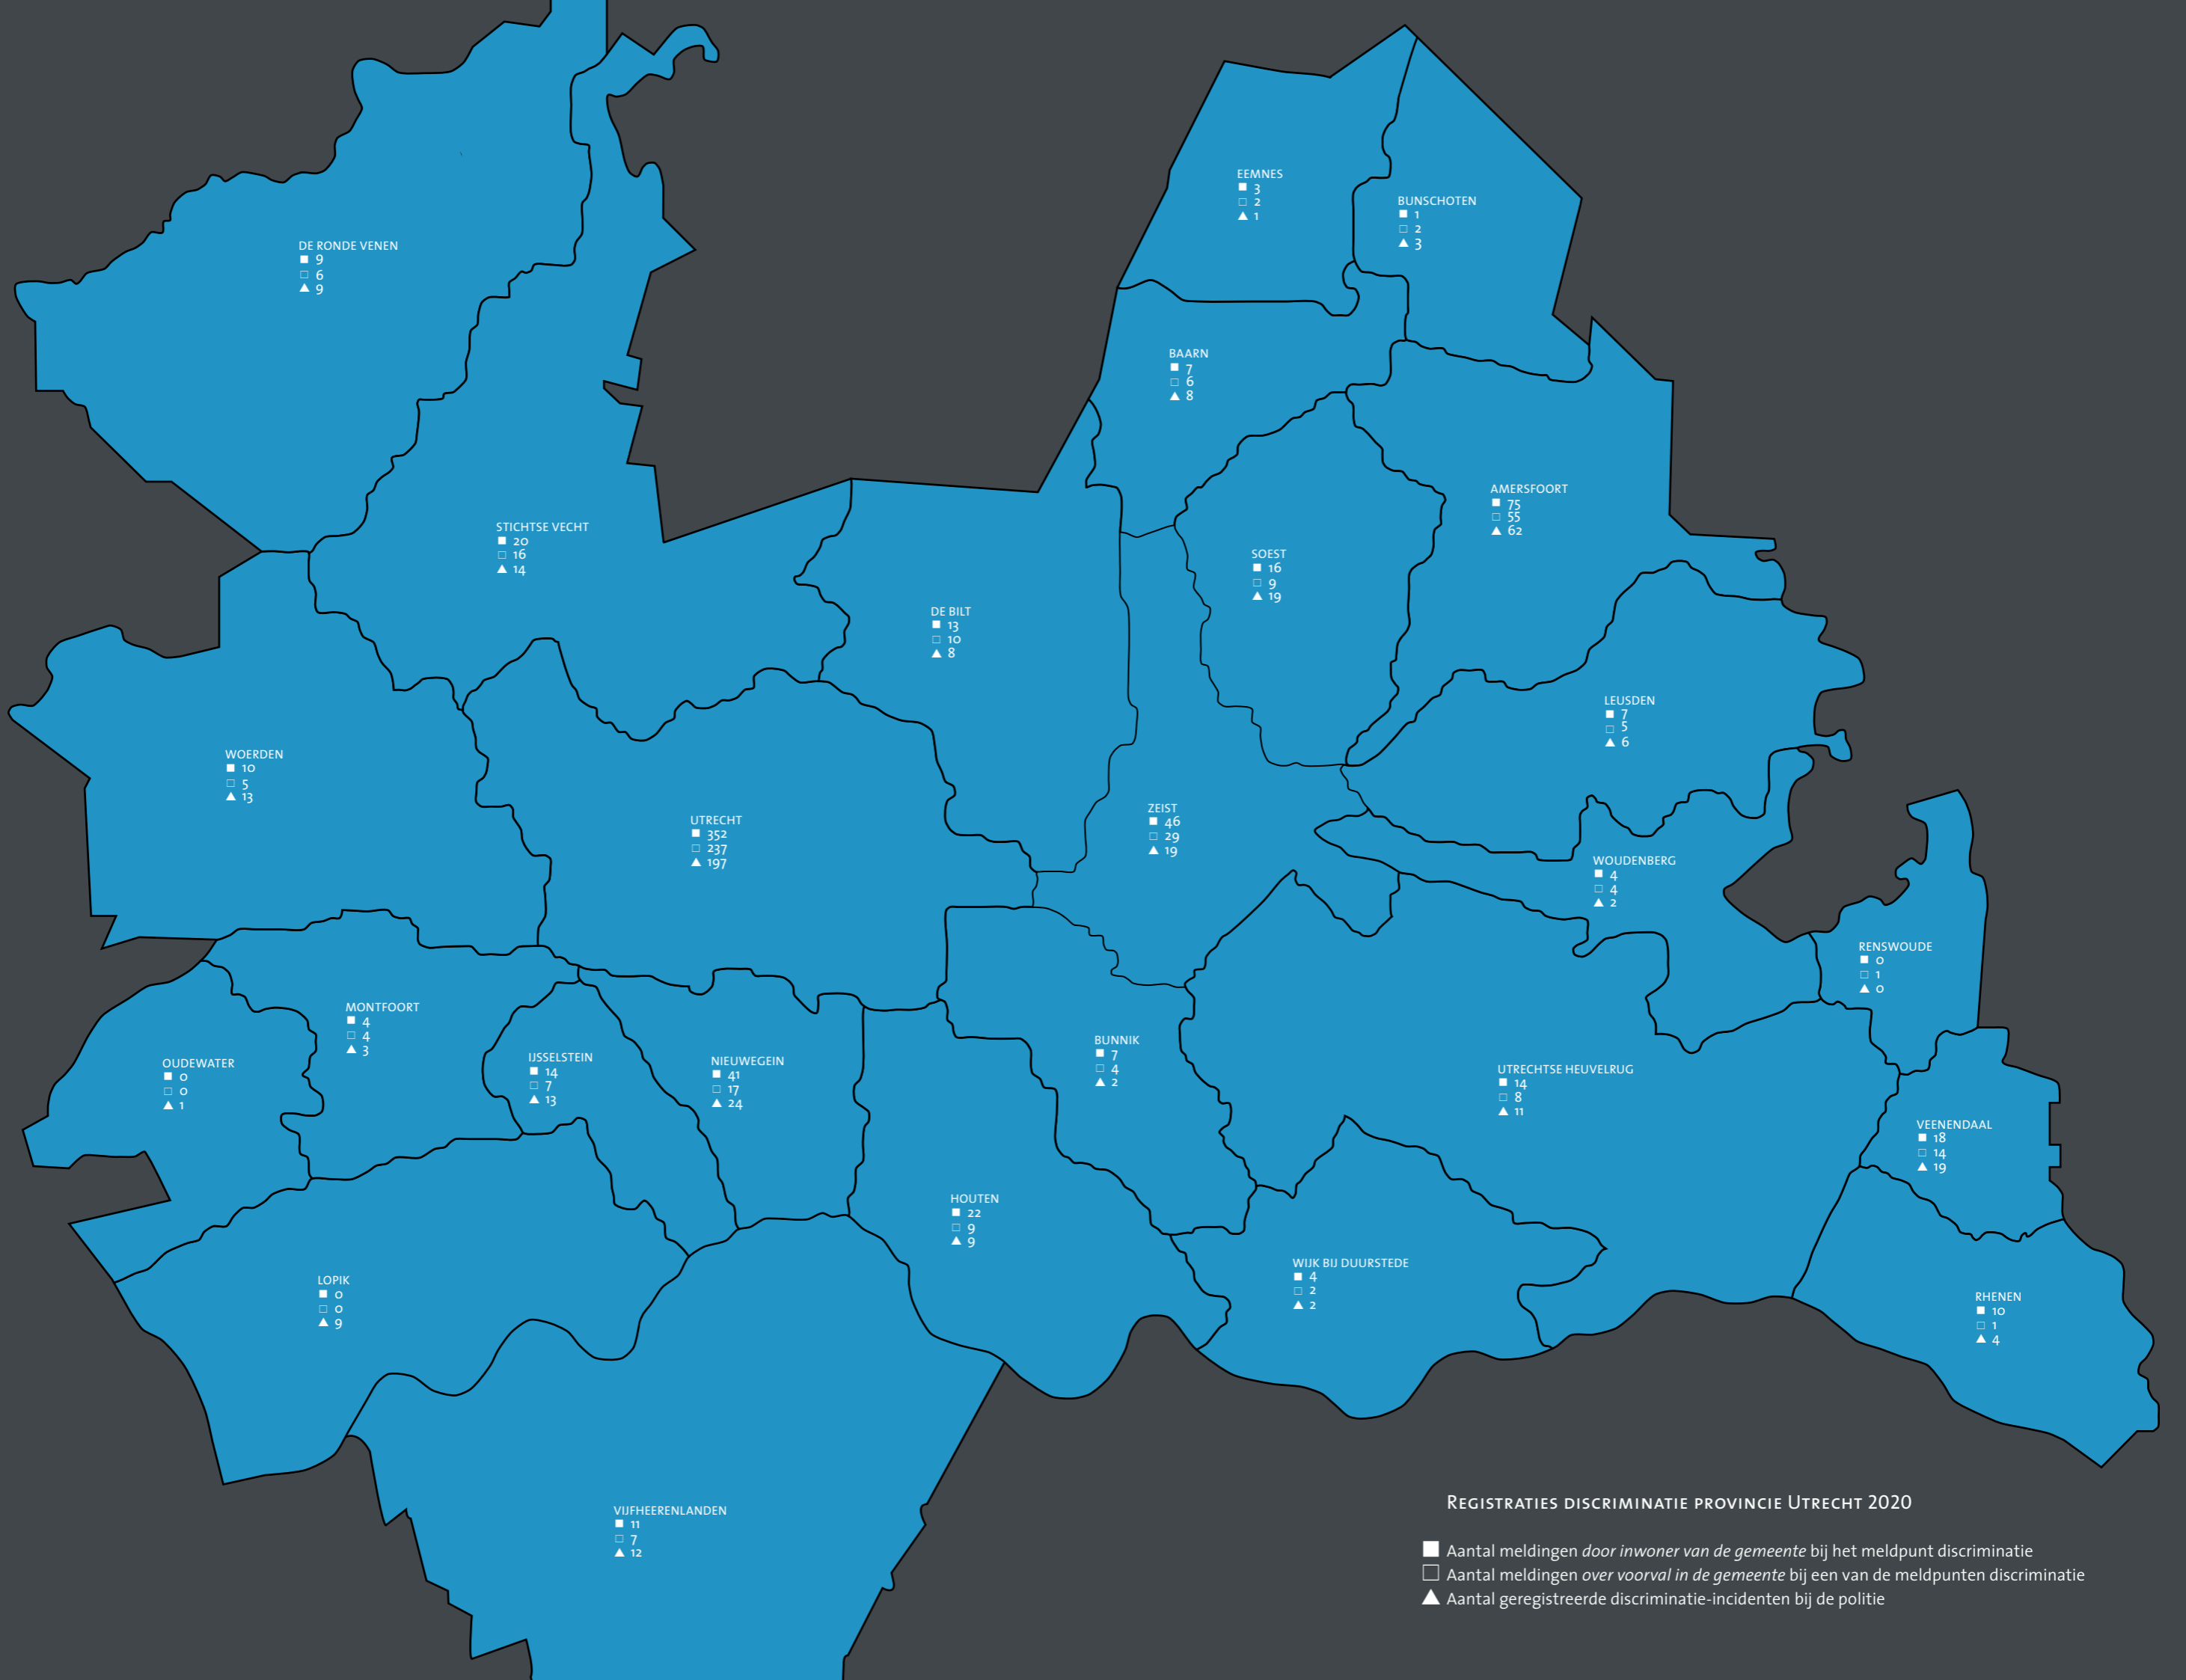 EEMNES
■ 3
□ 2
▲ 1
BUNSCHOTEN
■ 1
□ 2
▲ 3
DE RONDE VENEN
■ 9
□ 6
▲ 9
BAARN
■ 7
□ 6
▲ 8
AMERSFOORT
■ 75
□ 55
▲ 62
STICHTSE VECHT
■ 20
□ 16
▲ 14
SOEST
■ 16
□ 9
▲ 19
DE BILT
■ 13
□ 10
▲ 8
LEUSDEN
■ 7
□ 5
▲ 6
WOERDEN
■ 10
□ 5
▲ 13
ZEIST
■ 46
□ 29
▲ 19
UTRECHT
■ 352
□ 237
▲ 197
WOUDENBERG
■ 4
□ 4
▲ 2
RENSWOUDE
■ 0
□ 1
▲ 0
MONTFOORT
■ 4
□ 4
▲ 3
BUNNIK
■ 7
□ 4
▲ 2
IJSSELSTEIN
■ 14
□ 7
▲ 13
NIEUWEGEIN
■ 41
□ 17
▲ 24
OUDEWATER
■ 0
□ 0
▲ 1
UTRECHTSE HEUVELRUG
■ 14
□ 8
▲ 11
VEENENDAAL
■ 18
□ 14
▲ 19
HOUTEN
■ 22
□ 9
▲ 9
WIJK BIJ DUURSTEDE
■ 4
□ 2
▲ 2
LOPIK
■ 0
□ 0
▲ 9
RHENEN
■ 10
□ 1
▲ 4
VIJFHEERENLANDEN
■ 11
□ 7
▲ 12
Registraties discriminatie provincie Utrecht 2020
■ Aantal meldingen door inwoner van de gemeente bij het meldpunt discriminatie
□ Aantal meldingen over voorval in de gemeente bij een van de meldpunten discriminatie
▲ Aantal geregistreerde discriminatie-incidenten bij de politie